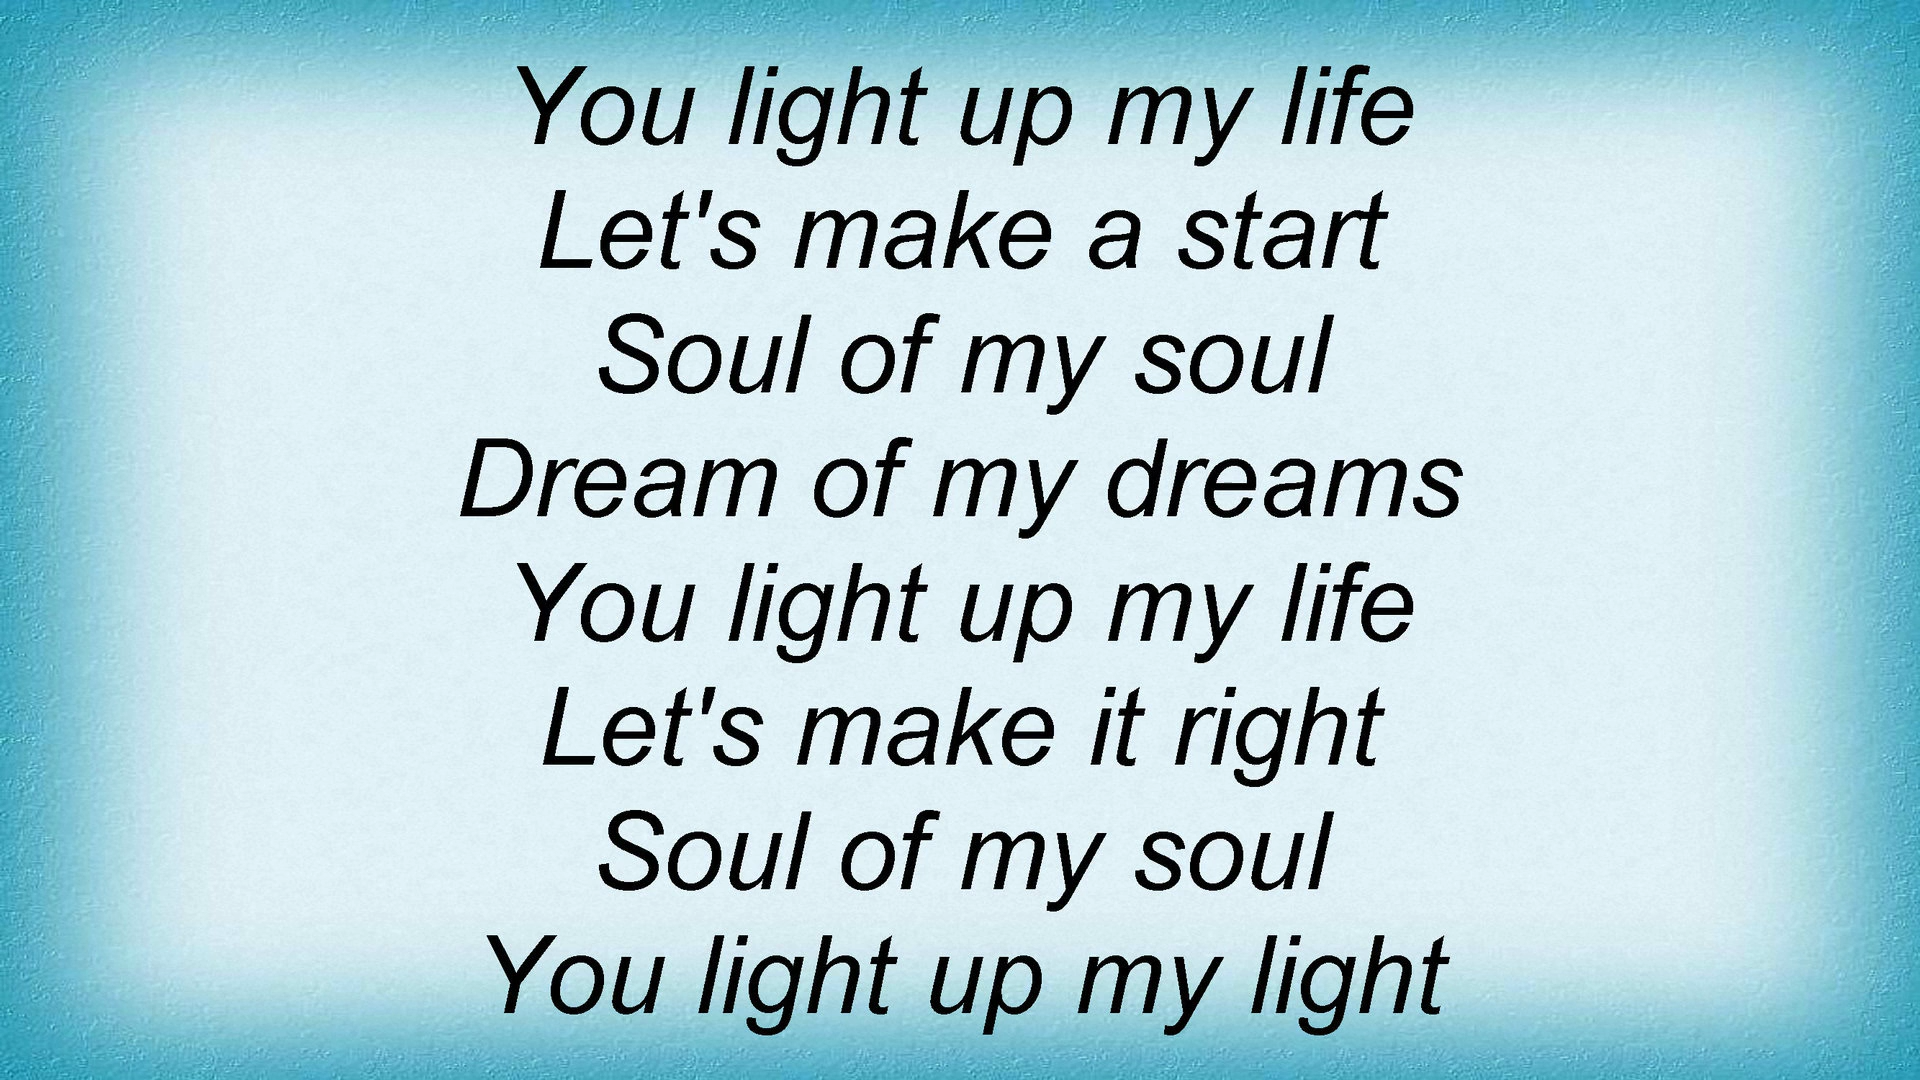 You light up my life
Let's make a start
Soul of my soul
Dream of my dreams
You light up my life
Let's make it right
Soul of my soul
You light up my light